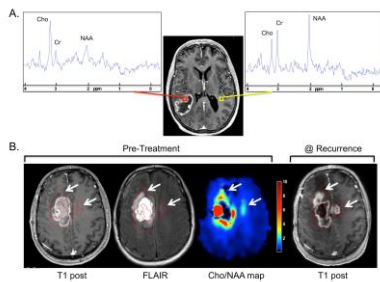 A.
Cho
Cr
NAA
NAA
Cr
Cho
ppm
ppm
B.
Pre-Treatment
@ Recurrence
T1 post
FLAIR
Cho/NAA map
T1 post